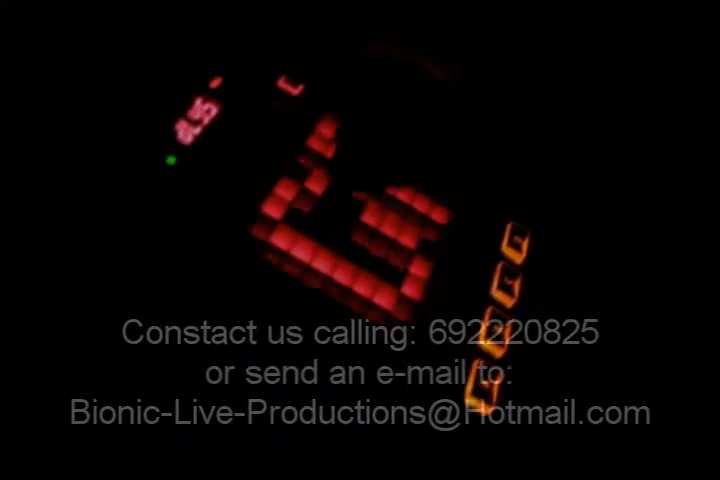 Constact us calling: 692220825
or send an e-mail to:
Bionic-Live-Productions@Hotmail.com